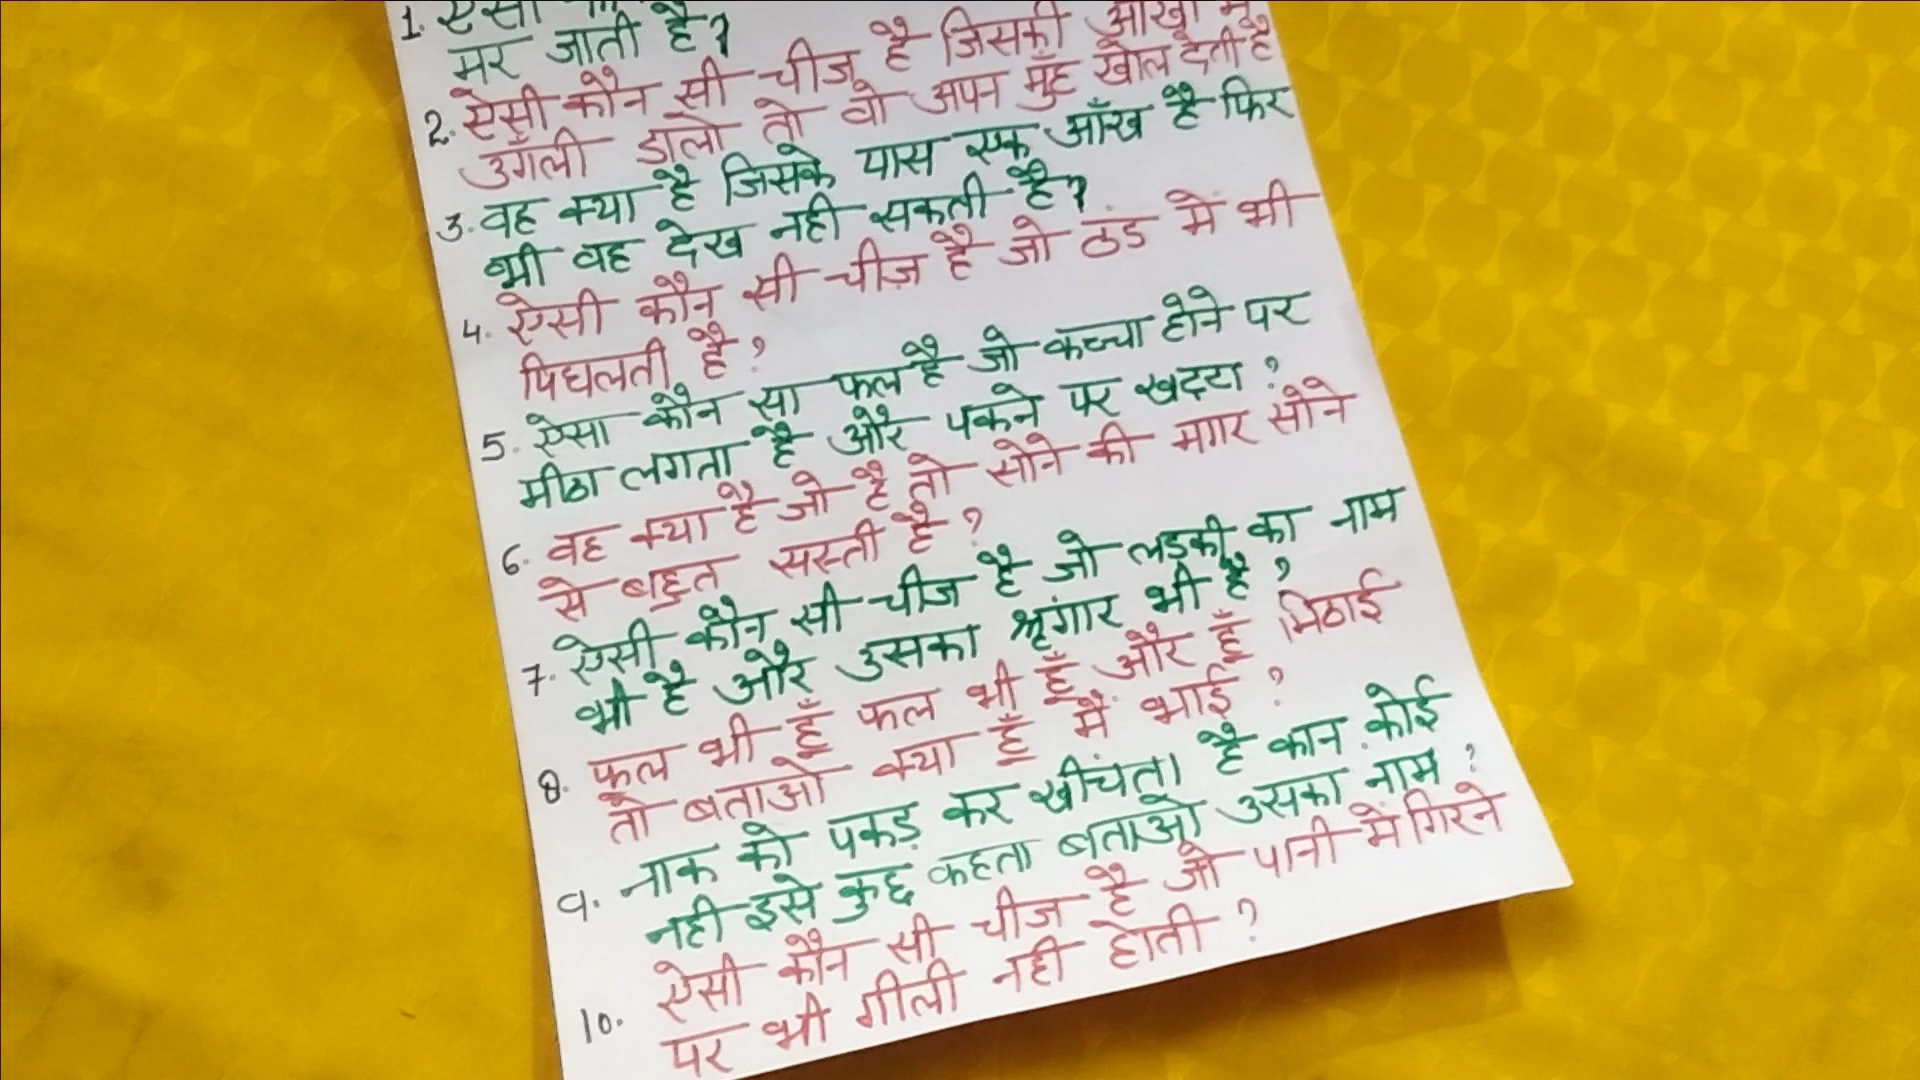 1. ऐसी
मर जाती है?
2. ऐसी कौन सी चीज है जिसकी आँखो में
उँगली डालो तो वो अपन मुँह खोल देती है
3. वह क्या है जिसके पास एक आँख है फिर
भी वह देख नही सकती है?
4. ऐसी कौन सी चीज़ है जो ठंड में भी
पिघलती है?
5. ऐसा कौन सा फल है जो कच्चा होने पर
मीठा लगता है और पकने पर खट्टा?
6. वह क्या है जो है तो सोने की मगर सोने
से बहुत सस्ती है?
7. ऐसी कौन सी चीज है जो लड़की का नाम
भी है और उसका श्रृंगार भी है?
8. फूल भी हूँ फल भी हूँ और हूँ मिठाई
तो बताओ क्या हूँ मैं भाई?
9. नाक को पकड़ कर खींचता है कान कोई
नही इसे कुछ कहता बताओ उसका नाम?
10. ऐसी कौन सी चीज है जो पानी में गिरने
पर भी गीली नही होती?